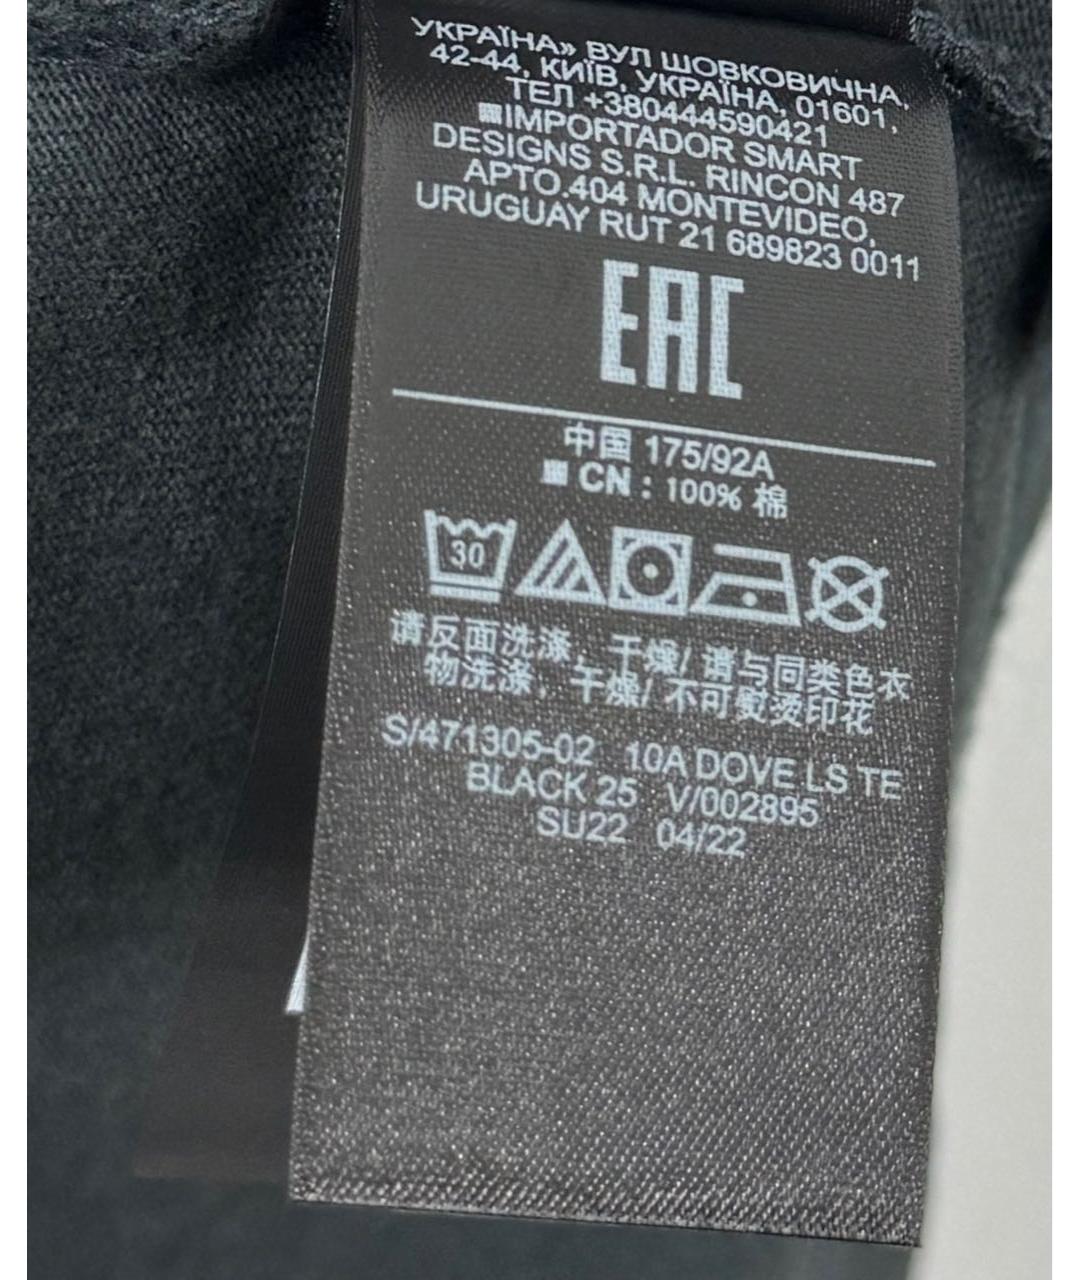 УКРАЇНА» ВУЛ ШОВКОВИЧНА,
42-44, КИЇВ, УКРАЇНА, 01601,
ТЕЛ +380444590421
IMPORTADOR SMART
DESIGNS S.R.L. RINCON 487
APTO.404 MONTEVIDEO,
URUGUAY RUT 21 689823 0011
EAC
中国 175/92A
CN : 100% 棉
30
请反面洗涤, 干燥/ 请与同类色衣
物洗涤, 干燥/ 不可熨烫印花
S/471305-02 10A DOVE LS TE
BLACK 25 V/002895
SU22 04/22